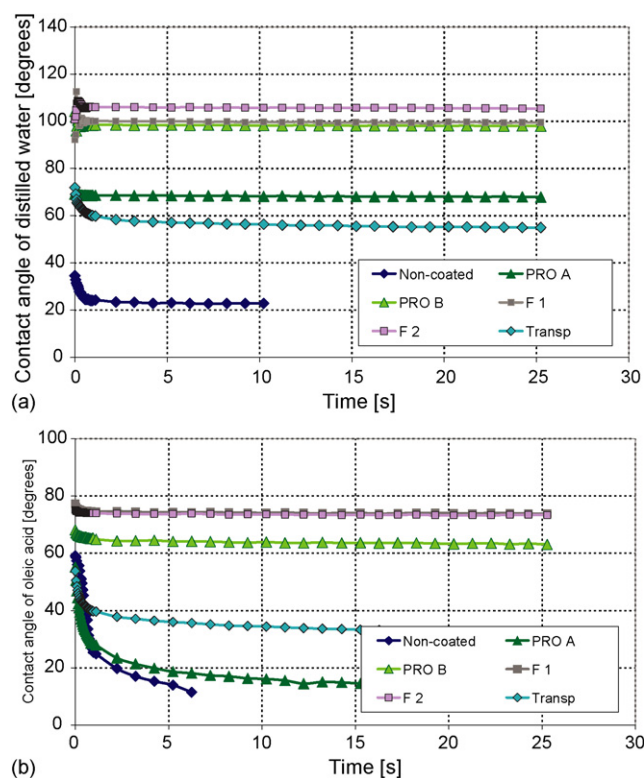 Contact angle of distilled water [degrees]
140
120
100
80
60
40
20
0
Non-coated PRO A
PRO B F 1
F 2 Transp
0 5 10 15 20 25 30
(a) Time [s]
Contact angle of oleic acid [degrees]
100
80
60
40
20
0
Non-coated PRO A
PRO B F 1
F 2 Transp
0 5 10 15 20 25 30
(b) Time [s]